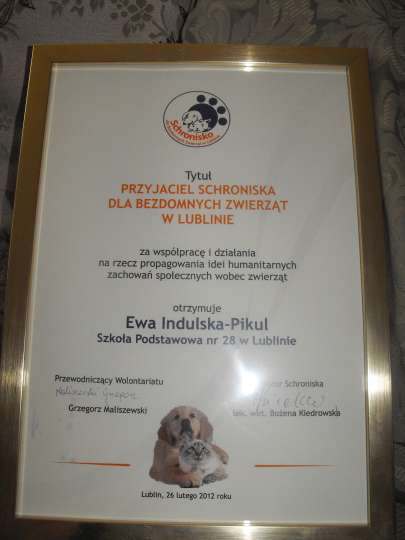 Schronisko
Tytuł
PRZYJACIEL SCHRONISKA
DLA BEZDOMNYCH ZWIERZĄT
W LUBLINIE
za współpracę i działania
na rzecz propagowania idei humanitarnych
zachowań społecznych wobec zwierząt
otrzymuje
Ewa Indulska-Pikul
Szkoła Podstawowa nr 28 w Lublinie
Przewodniczący Wolontariatu
Grzegorz Maliszewski
Schroniska
lek. wet. Bożena Kiedrowska
Lublin, 26 lutego 2012 roku